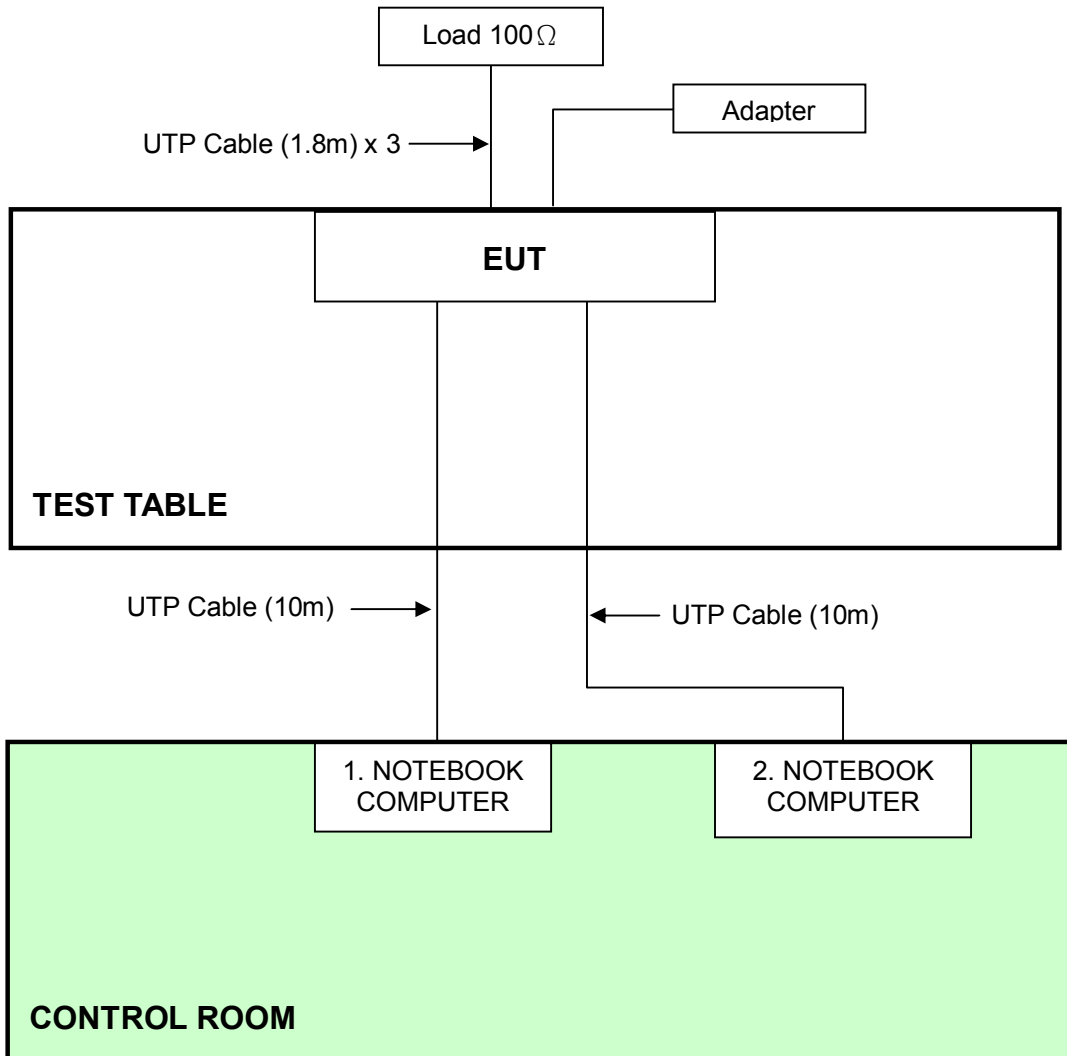 Load 100Ω
Adapter
UTP Cable (1.8m) x 3
EUT
TEST TABLE
UTP Cable (10m)
UTP Cable (10m)
1. NOTEBOOK
COMPUTER
2. NOTEBOOK
COMPUTER
CONTROL ROOM